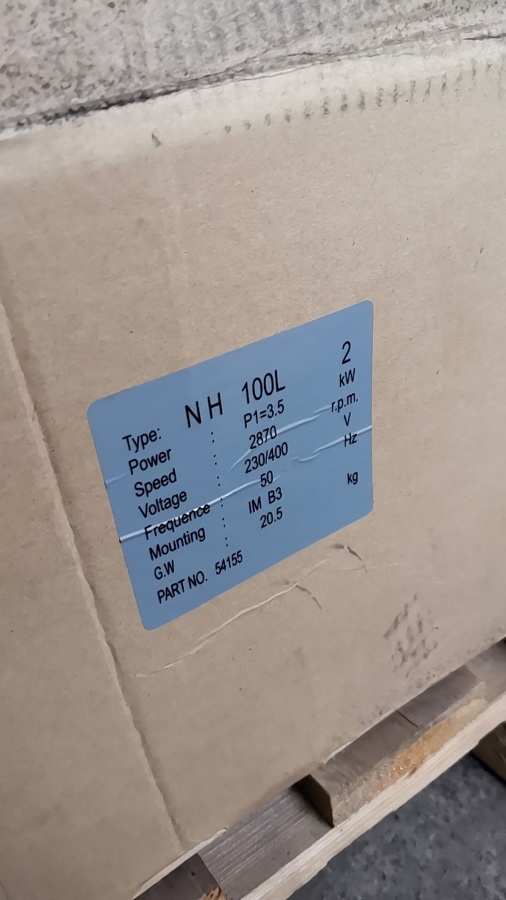 Type: NH 100L 2
Power : P1=3.5 kW
Speed : 2870 r.p.m.
Voltage : 230/400 V
Frequence : 50 Hz
Mounting : IM B3
G.W : 20.5 kg
PART NO. 54155